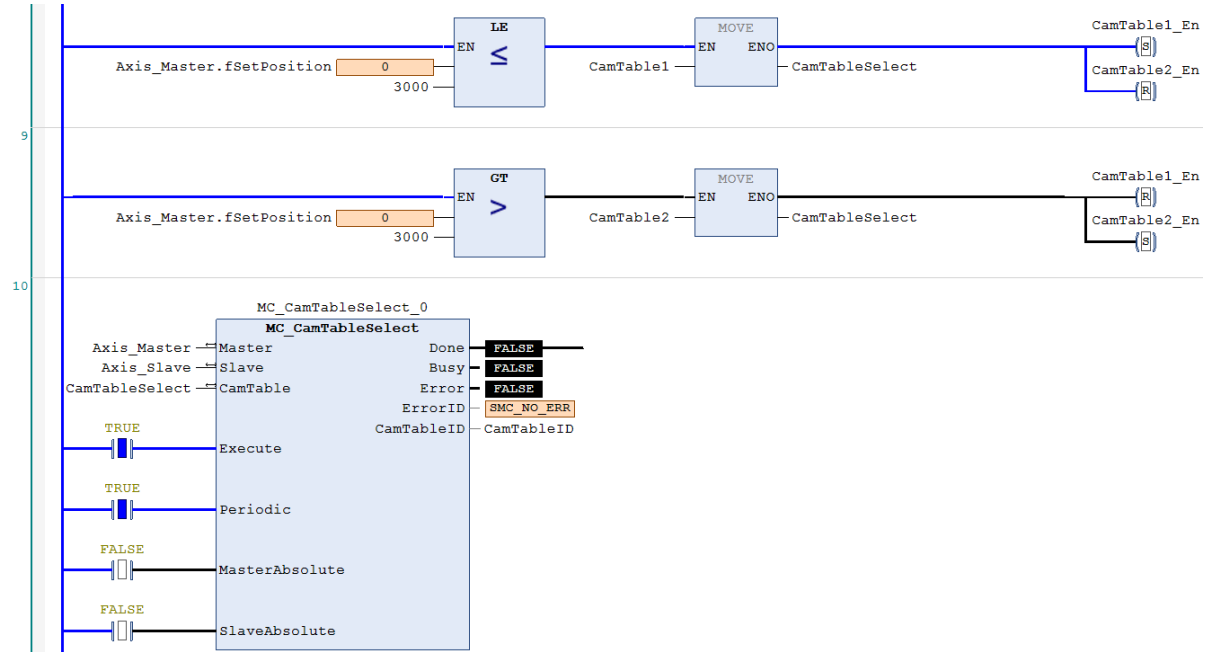 LE
MOVE
CamTable1_En
EN
≤
EN ENO
S
Axis_Master.fSetPosition 0
CamTable1
CamTableSelect
CamTable2_En
3000
R
9
GT
MOVE
CamTable1_En
EN
>
EN ENO
R
Axis_Master.fSetPosition 0
CamTable2
CamTableSelect
CamTable2_En
3000
S
10
MC_CamTableSelect_0
MC_CamTableSelect
Axis_Master Master Done FALSE
Axis_Slave Slave Busy FALSE
CamTableSelect CamTable Error FALSE
ErrorID SMC_NO_ERR
TRUE
CamTableID CamTableID
Execute
TRUE
Periodic
FALSE
MasterAbsolute
FALSE
SlaveAbsolute